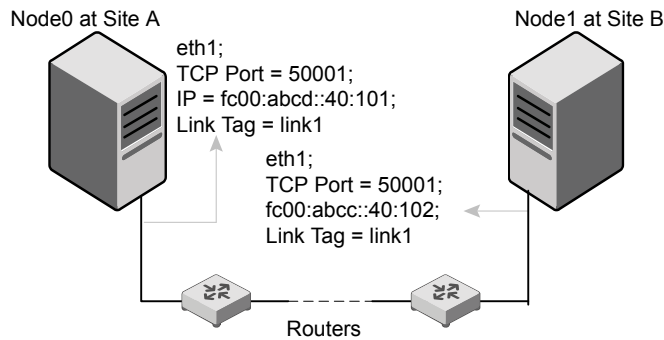 Node0 at Site A
Node1 at Site B
eth1;
TCP Port = 50001;
IP = fc00:abcd::40:101;
Link Tag = link1
eth1;
TCP Port = 50001;
fc00:abcc::40:102;
Link Tag = link1
Routers